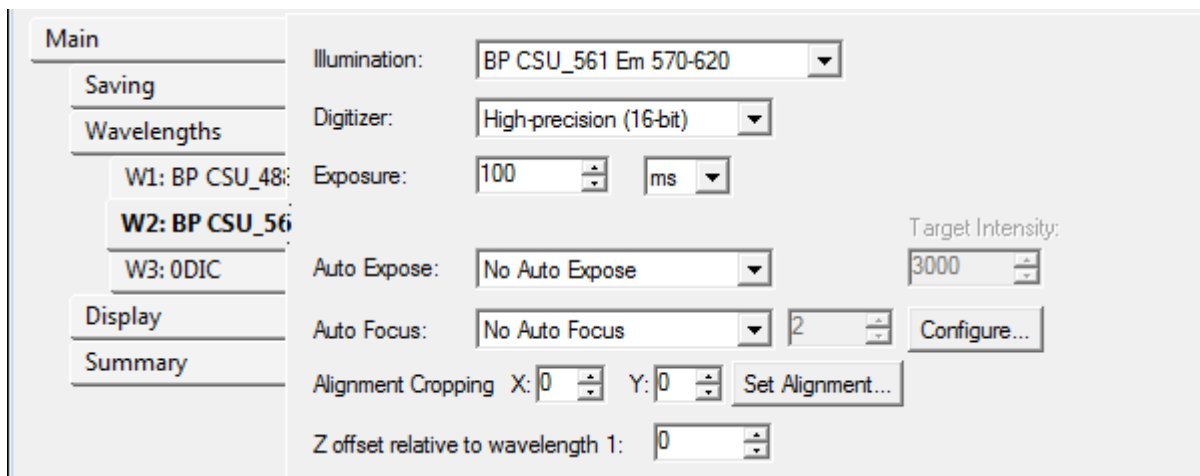 Main
Saving
Wavelengths
W1: BP CSU_488
W2: BP CSU_56
W3: 0DIC
Display
Summary
Illumination: BP CSU_561 Em 570-620
Digitizer: High-precision (16-bit)
Exposure: 100 ms
Target Intensity:
Auto Expose: No Auto Expose 3000
Auto Focus: No Auto Focus 2 Configure...
Alignment Cropping X: 0 Y: 0 Set Alignment...
Z offset relative to wavelength 1: 0